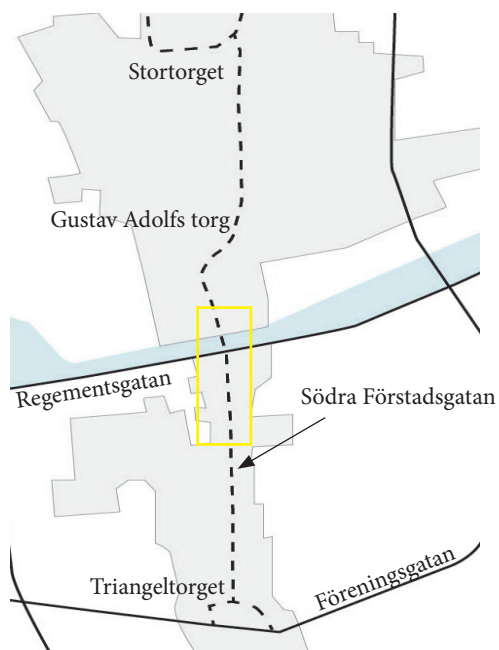 Stortorget
Gustav Adolfs torg
Regementsgatan
Södra Förstadsgatan
Triangeltorget
Föreningsgatan